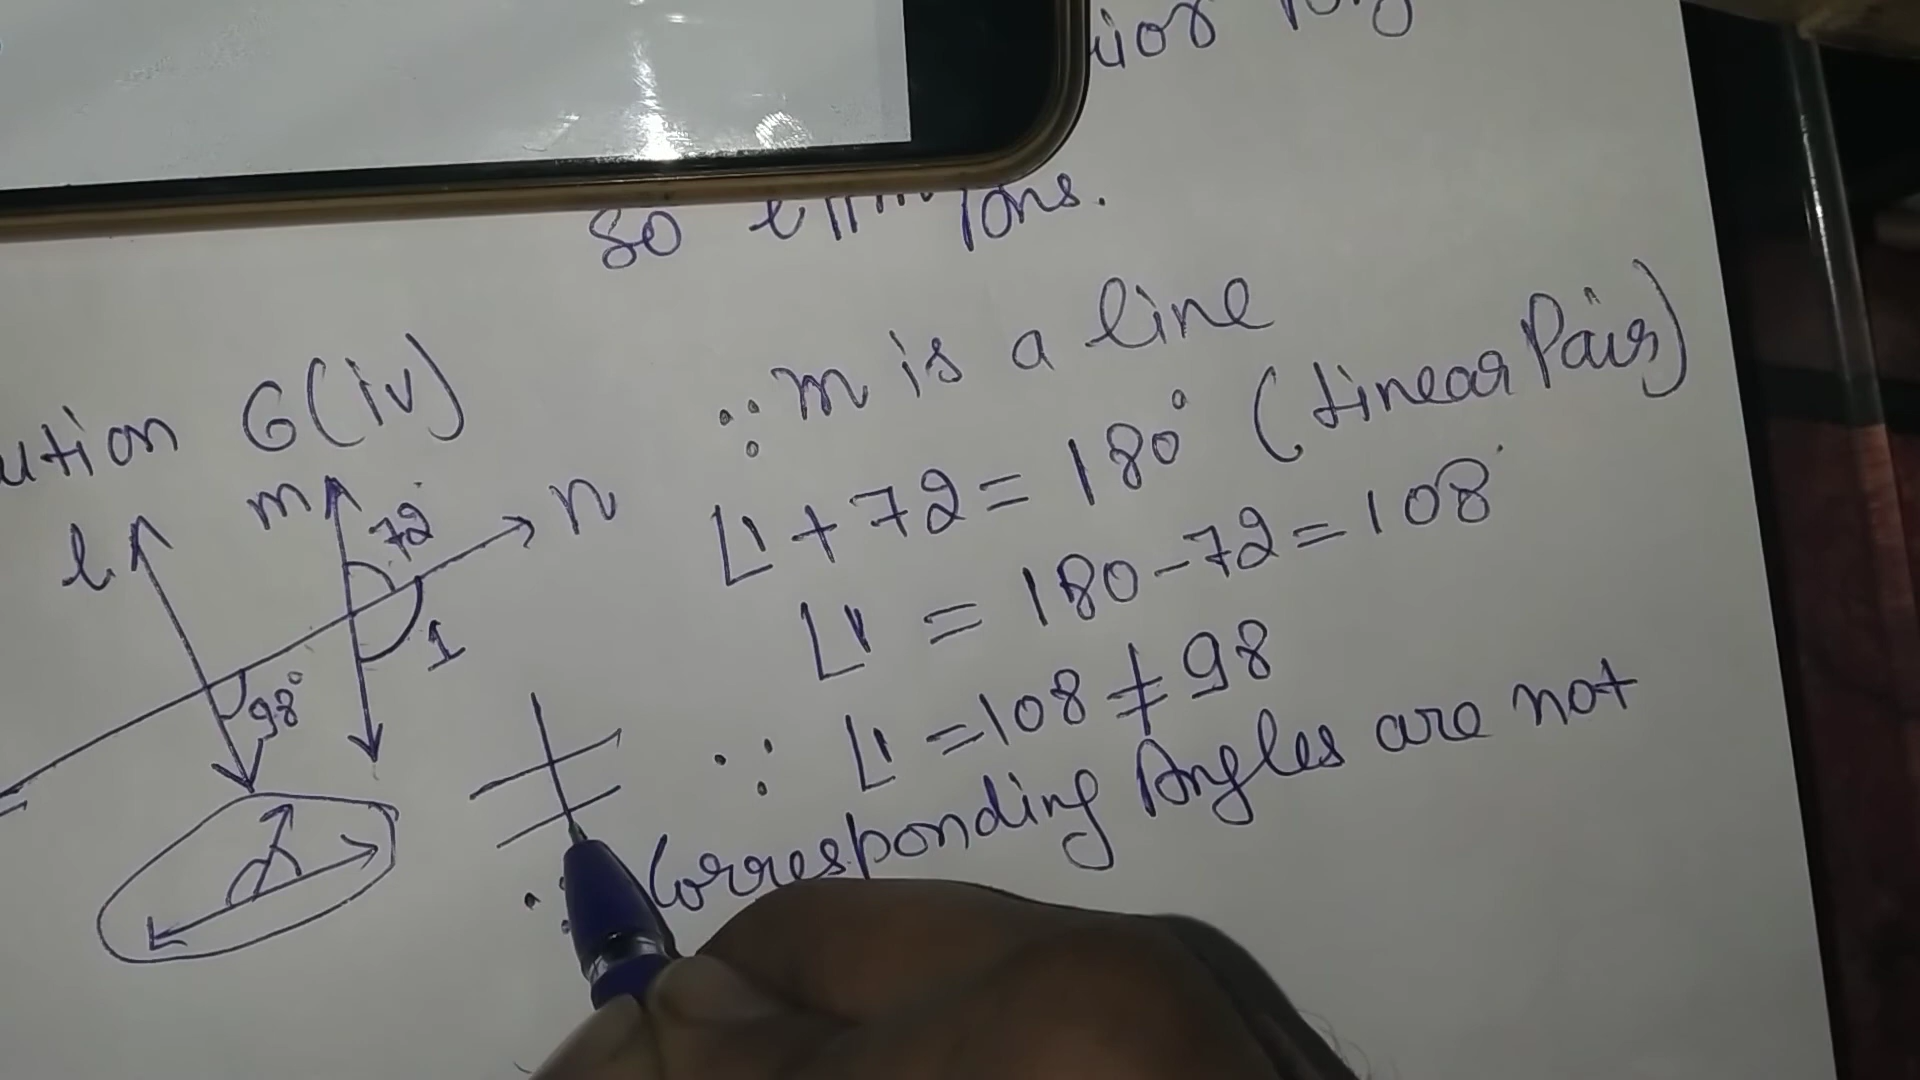 so
∵ m is a line
∠1 + 72 = 180° (Linear Pair)
∠1 = 180 - 72 = 108°
∵ ∠1 = 108 ≠ 98
Corresponding Angles are not
ution 6(iv)
l
m
72°
n
1
98°